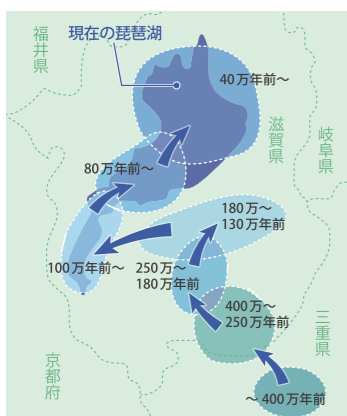 福井県
現在の琵琶湖
40万年前～
滋賀県
岐阜県
80万年前～
180万～
130万年前
100万年前～
250万～
180万年前
400万～
250万年前
三重県
京都府
～400万年前